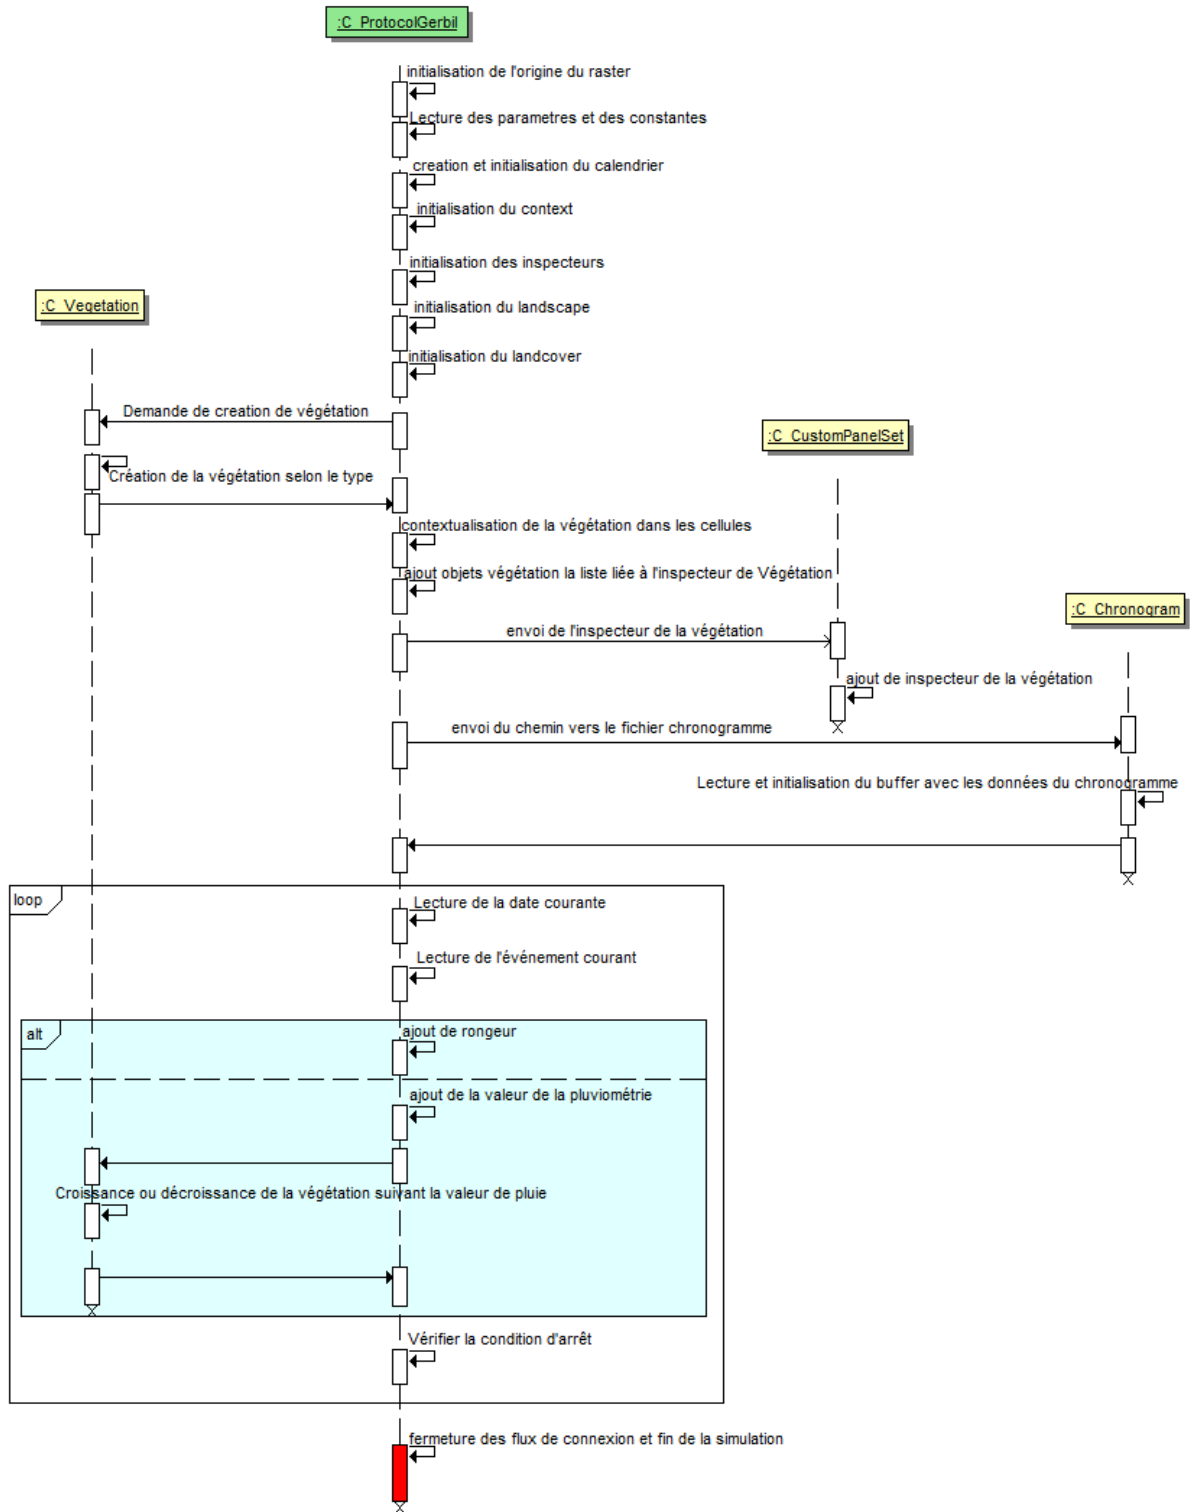 :C_ProtocolGerbil
initialisation de l'origine du raster
Lecture des parametres et des constantes
creation et initialisation du calendrier
initialisation du context
initialisation des inspecteurs
:C_Vegetation
initialisation du landscape
initialisation du landcover
Demande de creation de végétation
:C_CustomPanelSet
Création de la végétation selon le type
contextualisation de la végétation dans les cellules
ajout objets végétation la liste liée à l'inspecteur de Végétation
:C_Chronogram
envoi de l'inspecteur de la végétation
ajout de inspecteur de la végétation
envoi du chemin vers le fichier chronogramme
Lecture et initialisation du buffer avec les données du chronogramme
loop
Lecture de la date courante
Lecture de l'événement courant
alt
ajout de rongeur
ajout de la valeur de la pluviométrie
Croissance ou décroissance de la végétation suivant la valeur de pluie
Vérifier la condition d'arrêt
fermeture des flux de connexion et fin de la simulation